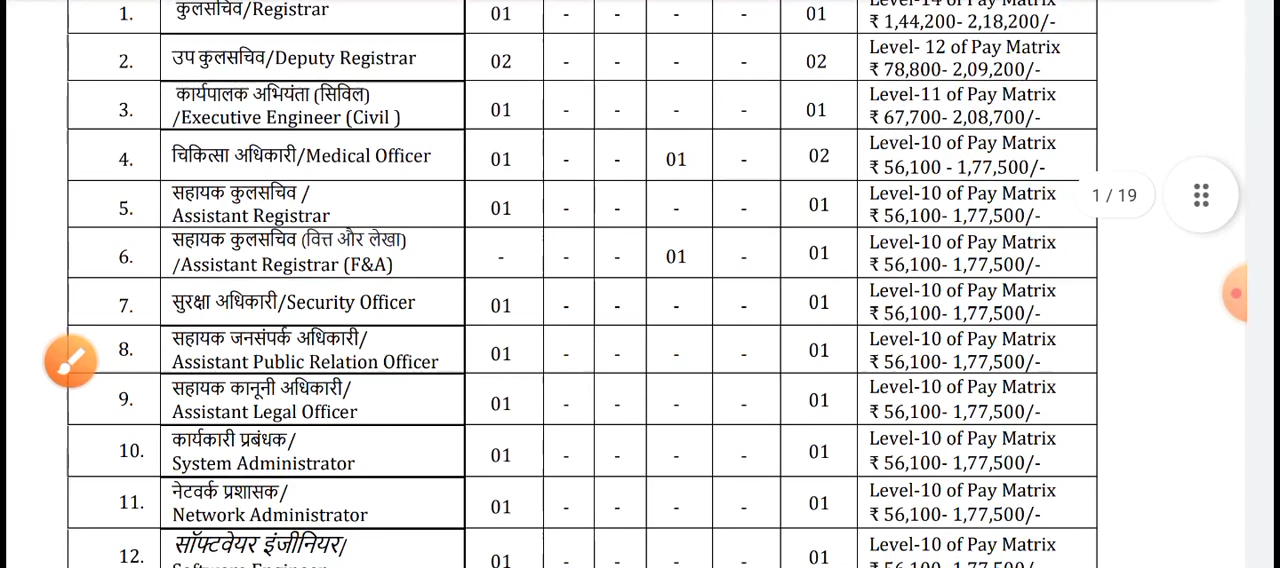 1. कुलसचिव/Registrar 01 - - - - 01 Level-14 of Pay Matrix
₹ 1,44,200- 2,18,200/-
2. उप कुलसचिव/Deputy Registrar 02 - - - - 02 Level- 12 of Pay Matrix
₹ 78,800- 2,09,200/-
3. कार्यपालक अभियंता (सिविल)
/Executive Engineer (Civil ) 01 - - - - 01 Level-11 of Pay Matrix
₹ 67,700- 2,08,700/-
4. चिकित्सा अधिकारी/Medical Officer 01 - - 01 - 02 Level-10 of Pay Matrix
₹ 56,100 - 1,77,500/-
5. सहायक कुलसचिव /
Assistant Registrar 01 - - - - 01 Level-10 of Pay Matrix
₹ 56,100- 1,77,500/-
1 / 19
6. सहायक कुलसचिव (वित्त और लेखा)
/Assistant Registrar (F&A) - - - 01 - 01 Level-10 of Pay Matrix
₹ 56,100- 1,77,500/-
7. सुरक्षा अधिकारी/Security Officer 01 - - - - 01 Level-10 of Pay Matrix
₹ 56,100- 1,77,500/-
8. सहायक जनसंपर्क अधिकारी/
Assistant Public Relation Officer 01 - - - - 01 Level-10 of Pay Matrix
₹ 56,100- 1,77,500/-
9. सहायक कानूनी अधिकारी/
Assistant Legal Officer 01 - - - - 01 Level-10 of Pay Matrix
₹ 56,100- 1,77,500/-
10. कार्यकारी प्रबंधक/
System Administrator 01 - - - - 01 Level-10 of Pay Matrix
₹ 56,100- 1,77,500/-
11. नेटवर्क प्रशासक/
Network Administrator 01 - - - - 01 Level-10 of Pay Matrix
₹ 56,100- 1,77,500/-
12. सॉफ्टवेयर इंजीनियर/
01 - - - - 01 Level-10 of Pay Matrix